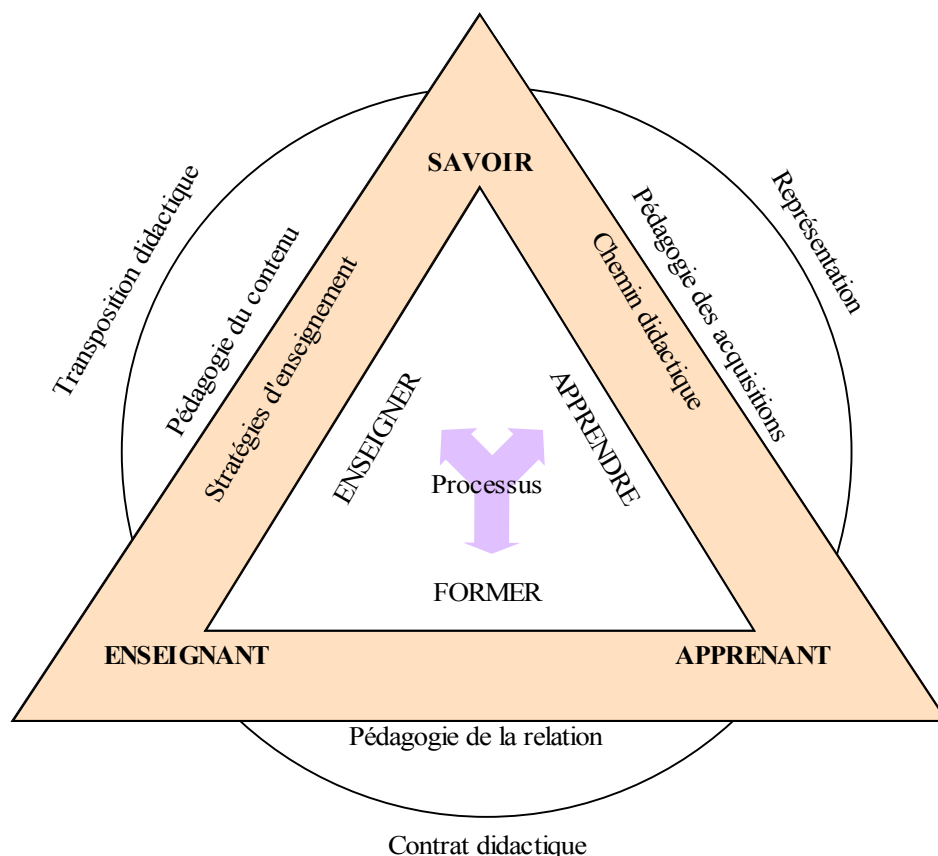 SAVOIR
Transposition didactique
Pédagogie du contenu
Stratégies d'enseignement
Chemin didactique
Pédagogie des acquisitions
Représentation
ENSEIGNER
APPRENDRE
Processus
FORMER
ENSEIGNANT
APPRENANT
Pédagogie de la relation
Contrat didactique